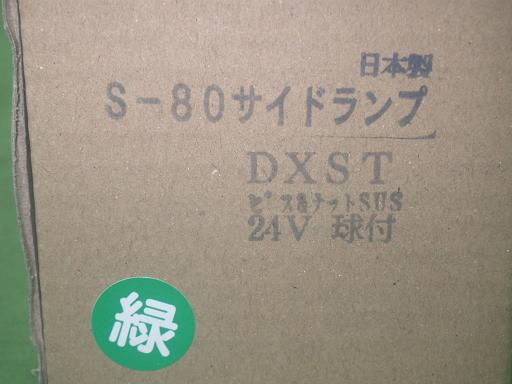 日本製
S-80サイドランプ
DXST
ビス&ナットSUS
24V 球付
緑